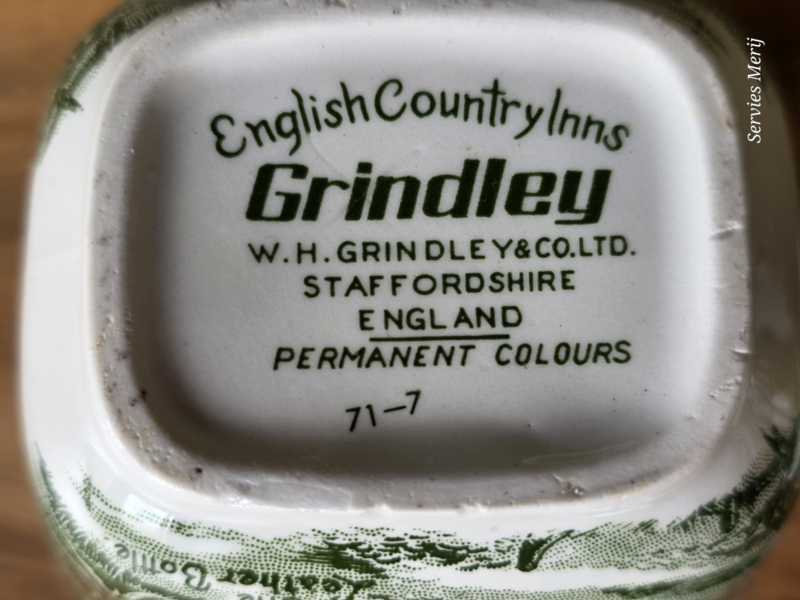 English Country Inns
Grindley
W.H. GRINDLEY & CO. LTD.
STAFFORDSHIRE
ENGLAND
PERMANENT COLOURS
71-7
Leather Bottle
Servies Merij